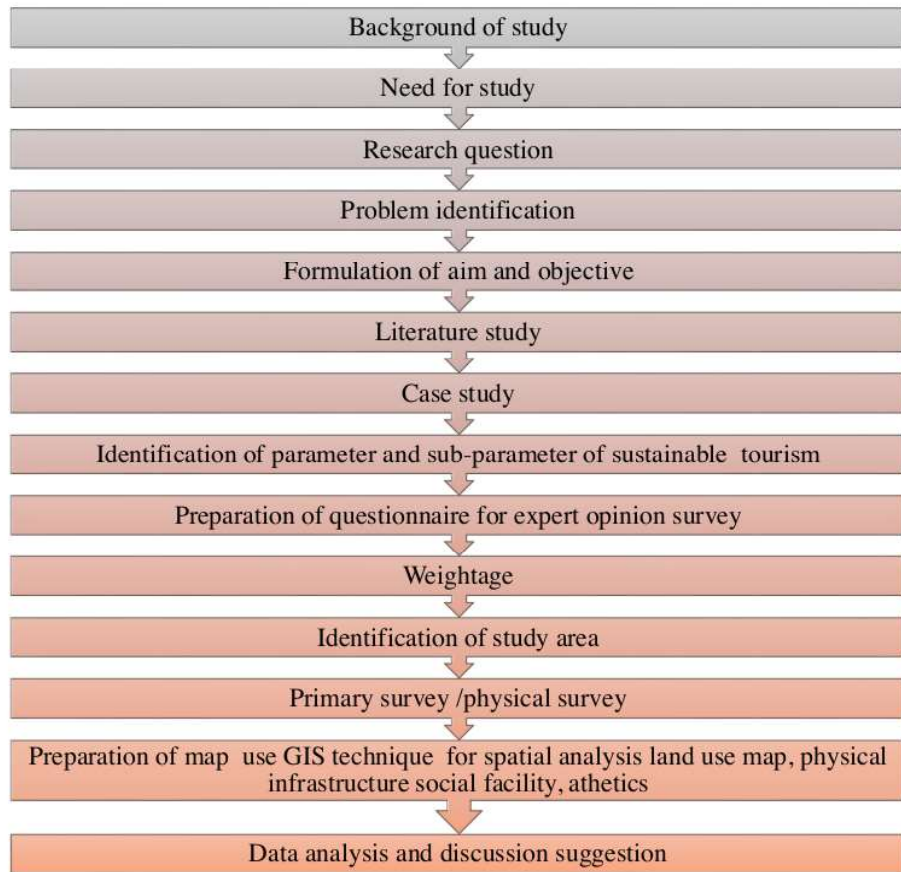 Background of study
Need for study
Research question
Problem identification
Formulation of aim and objective
Literature study
Case study
Identification of parameter and sub-parameter of sustainable tourism
Preparation of questionnaire for expert opinion survey
Weightage
Identification of study area
Primary survey /physical survey
Preparation of map use GIS technique for spatial analysis land use map, physical
infrastructure social facility, athetics
Data analysis and discussion suggestion